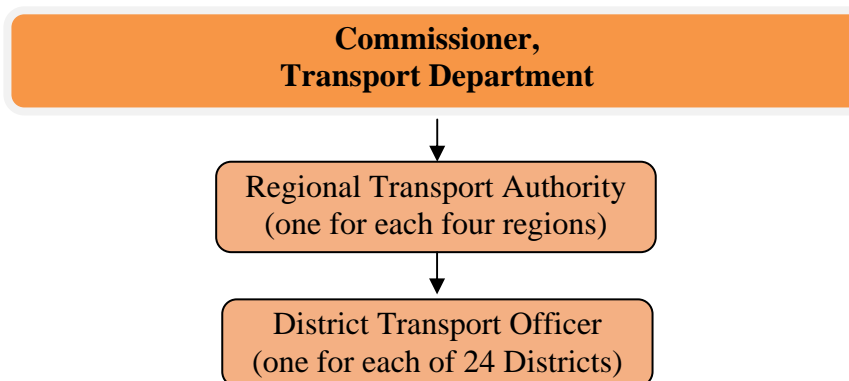 Commissioner,
Transport Department
Regional Transport Authority
(one for each four regions)
District Transport Officer
(one for each of 24 Districts)